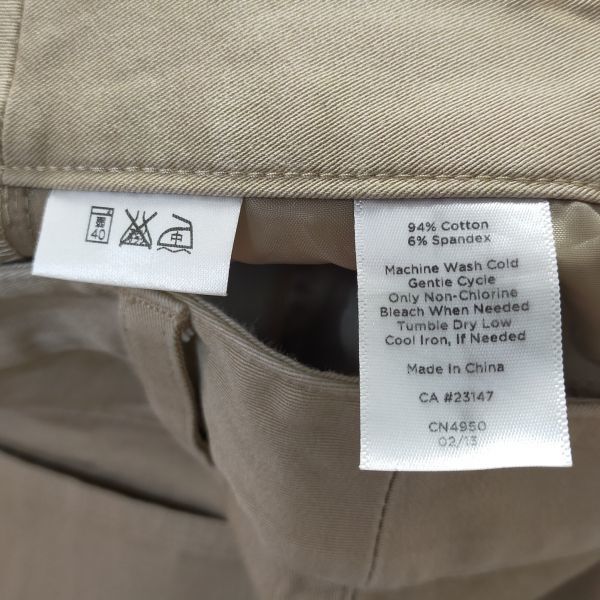 40
中
94% Cotton
6% Spandex
Machine Wash Cold
Gentle Cycle
Only Non-Chlorine
Bleach When Needed
Tumble Dry Low
Cool Iron, If Needed
Made in China
CA #23147
CN4950
02/13